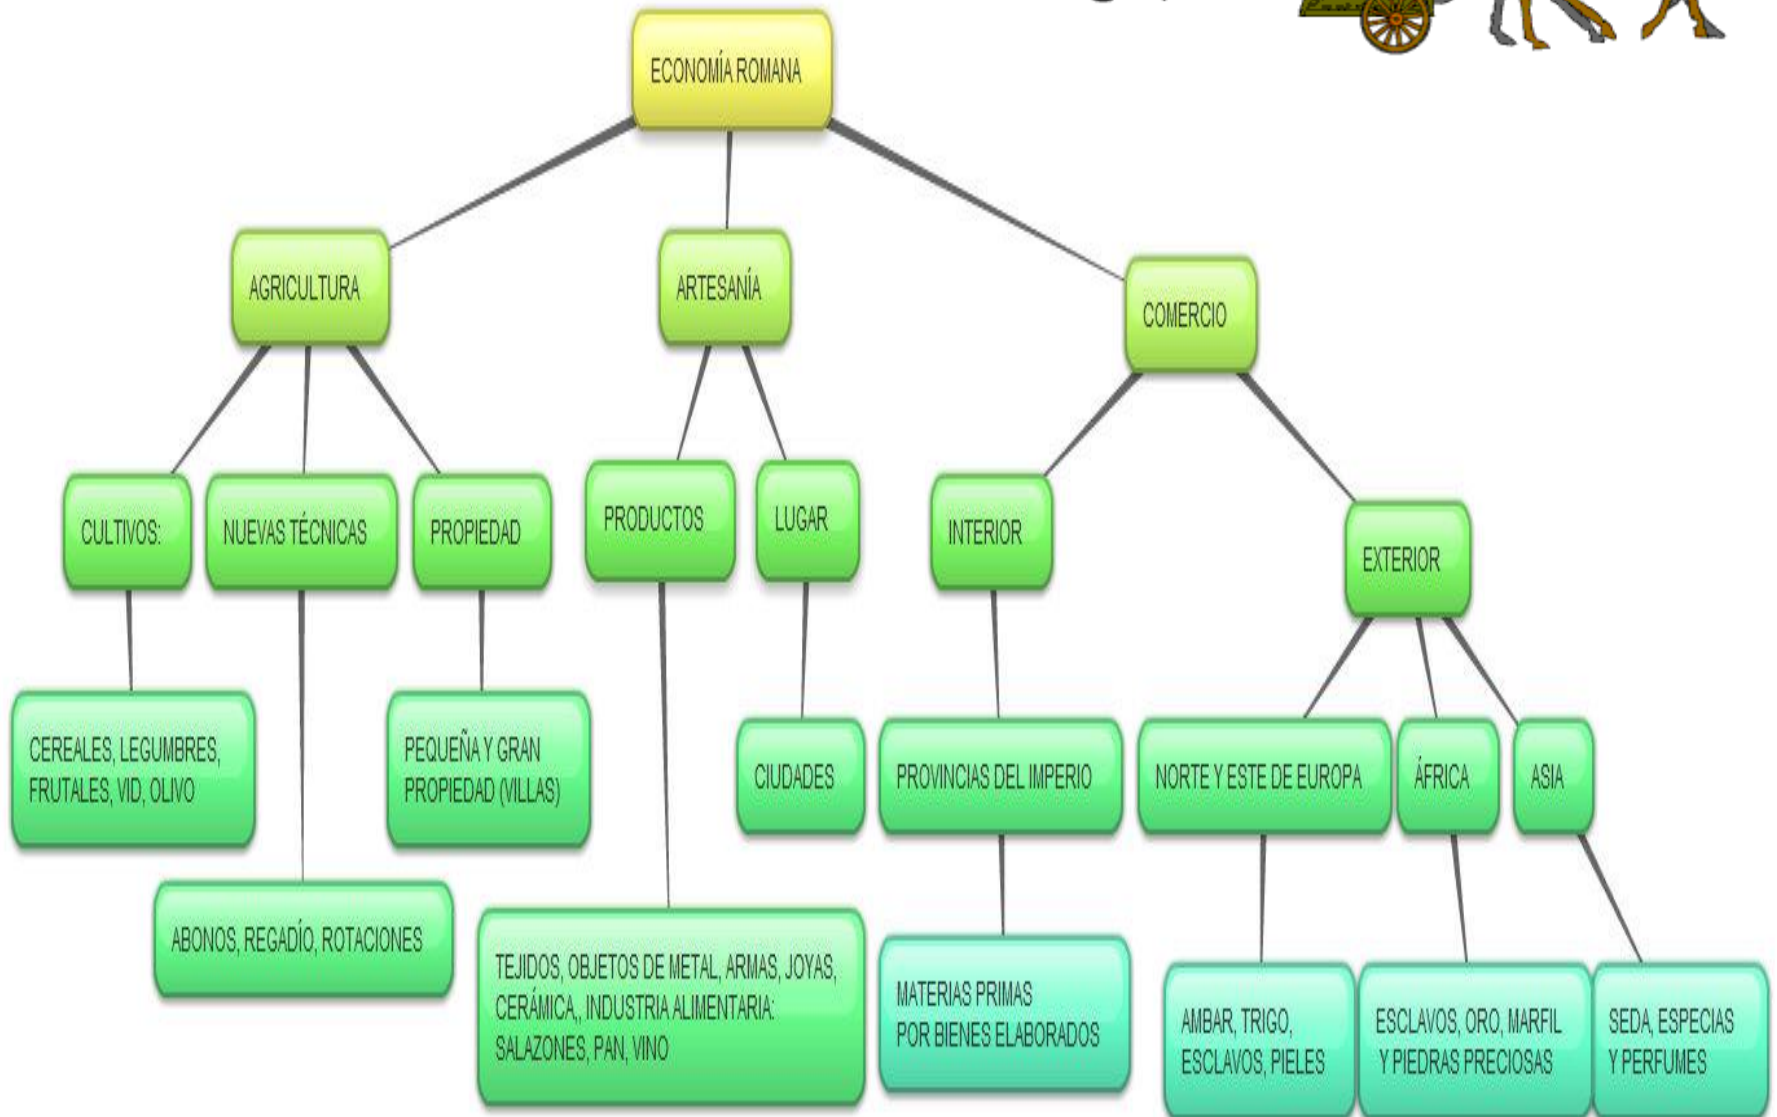 ECONOMÍA ROMANA
AGRICULTURA
ARTESANÍA
COMERCIO
CULTIVOS:
NUEVAS TÉCNICAS
PROPIEDAD
PRODUCTOS
LUGAR
INTERIOR
EXTERIOR
CEREALES, LEGUMBRES,
FRUTALES, VID, OLIVO
PEQUEÑA Y GRAN
PROPIEDAD (VILLAS)
CIUDADES
PROVINCIAS DEL IMPERIO
NORTE Y ESTE DE EUROPA
ÁFRICA
ASIA
ABONOS, REGADÍO, ROTACIONES
TEJIDOS, OBJETOS DE METAL, ARMAS, JOYAS,
CERÁMICA,, INDUSTRIA ALIMENTARIA:
SALAZONES, PAN, VINO
MATERIAS PRIMAS
POR BIENES ELABORADOS
AMBAR, TRIGO,
ESCLAVOS, PIELES
ESCLAVOS, ORO, MARFIL
Y PIEDRAS PRECIOSAS
SEDA, ESPECIAS
Y PERFUMES